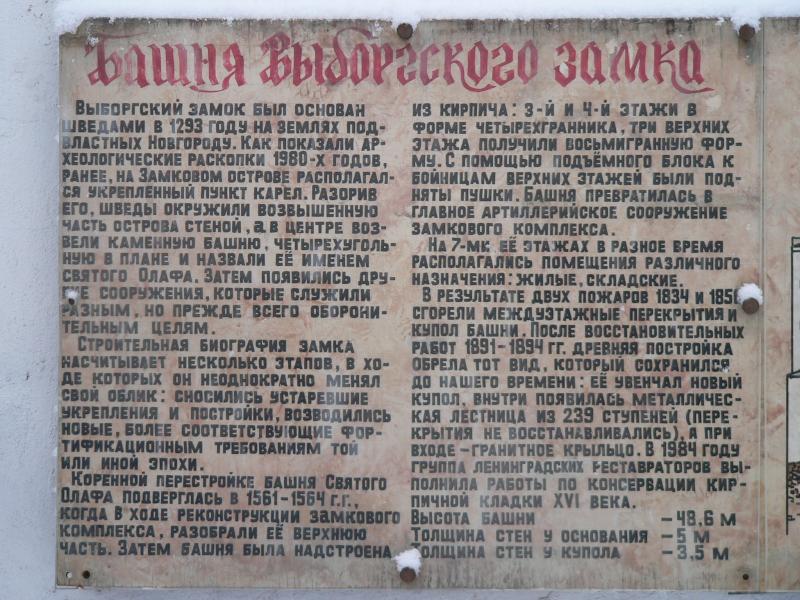 Башня Выборгского замка
Выборгский замок был основан
шведами в 1293 году на землях под-
властных Новгороду. Как показали ар-
хеологические раскопки 1980-х годов,
ранее, на Замковом острове располагал-
ся укрепленный пункт карел. Разорив
его, шведы окружили возвышенную
часть острова стеной, а в центре воз-
вели каменную башню, четырехуголь-
ную в плане и назвали её именем
святого Олафа. Затем появились дру-
гие сооружения, которые служили
разным, но прежде всего оборони-
тельным целям.
Строительная биография замка
насчитывает несколько этапов, в хо-
де которых он неоднократно менял
свой облик: сносились устаревшие
укрепления и постройки, возводились
новые, более соответствующие фор-
тификационным требованиям той
или иной эпохи.
Коренной перестройке башня Святого
Олафа подверглась в 1561-1564 г.г.,
когда в ходе реконструкции замкового
комплекса, разобрали её верхнюю
часть. Затем башня была надстроена
из кирпича: 3-й и 4-й этажи в
форме четырехгранника, три верхних
этажа получили восьмигранную фор-
му. С помощью подъёмного блока к
бойницам верхних этажей были под-
няты пушки. Башня превратилась в
главное артиллерийское сооружение
замкового комплекса.
На 7-ми её этажах в разное время
располагались помещения различного
назначения: жилые, складские.
В результате двух пожаров 1834 и
сгорели междуэтажные перекрытия и
купол башни. После восстановительных
работ 1891-1894 гг. древняя постройка
обрела тот вид, который сохранился
до нашего времени: её увенчал новый
купол, внутри появилась металличес-
кая лестница из 239 ступеней (пере-
крытия не восстанавливались), а при
входе - гранитное крыльцо. В 1984 году
группа ленинградских реставраторов вы-
полнила работы по консервации кир-
пичной кладки XVI века.
Высота башни - 48,6 м
Толщина стен у основания - 5 м
Толщина стен у купола - 3,5 м